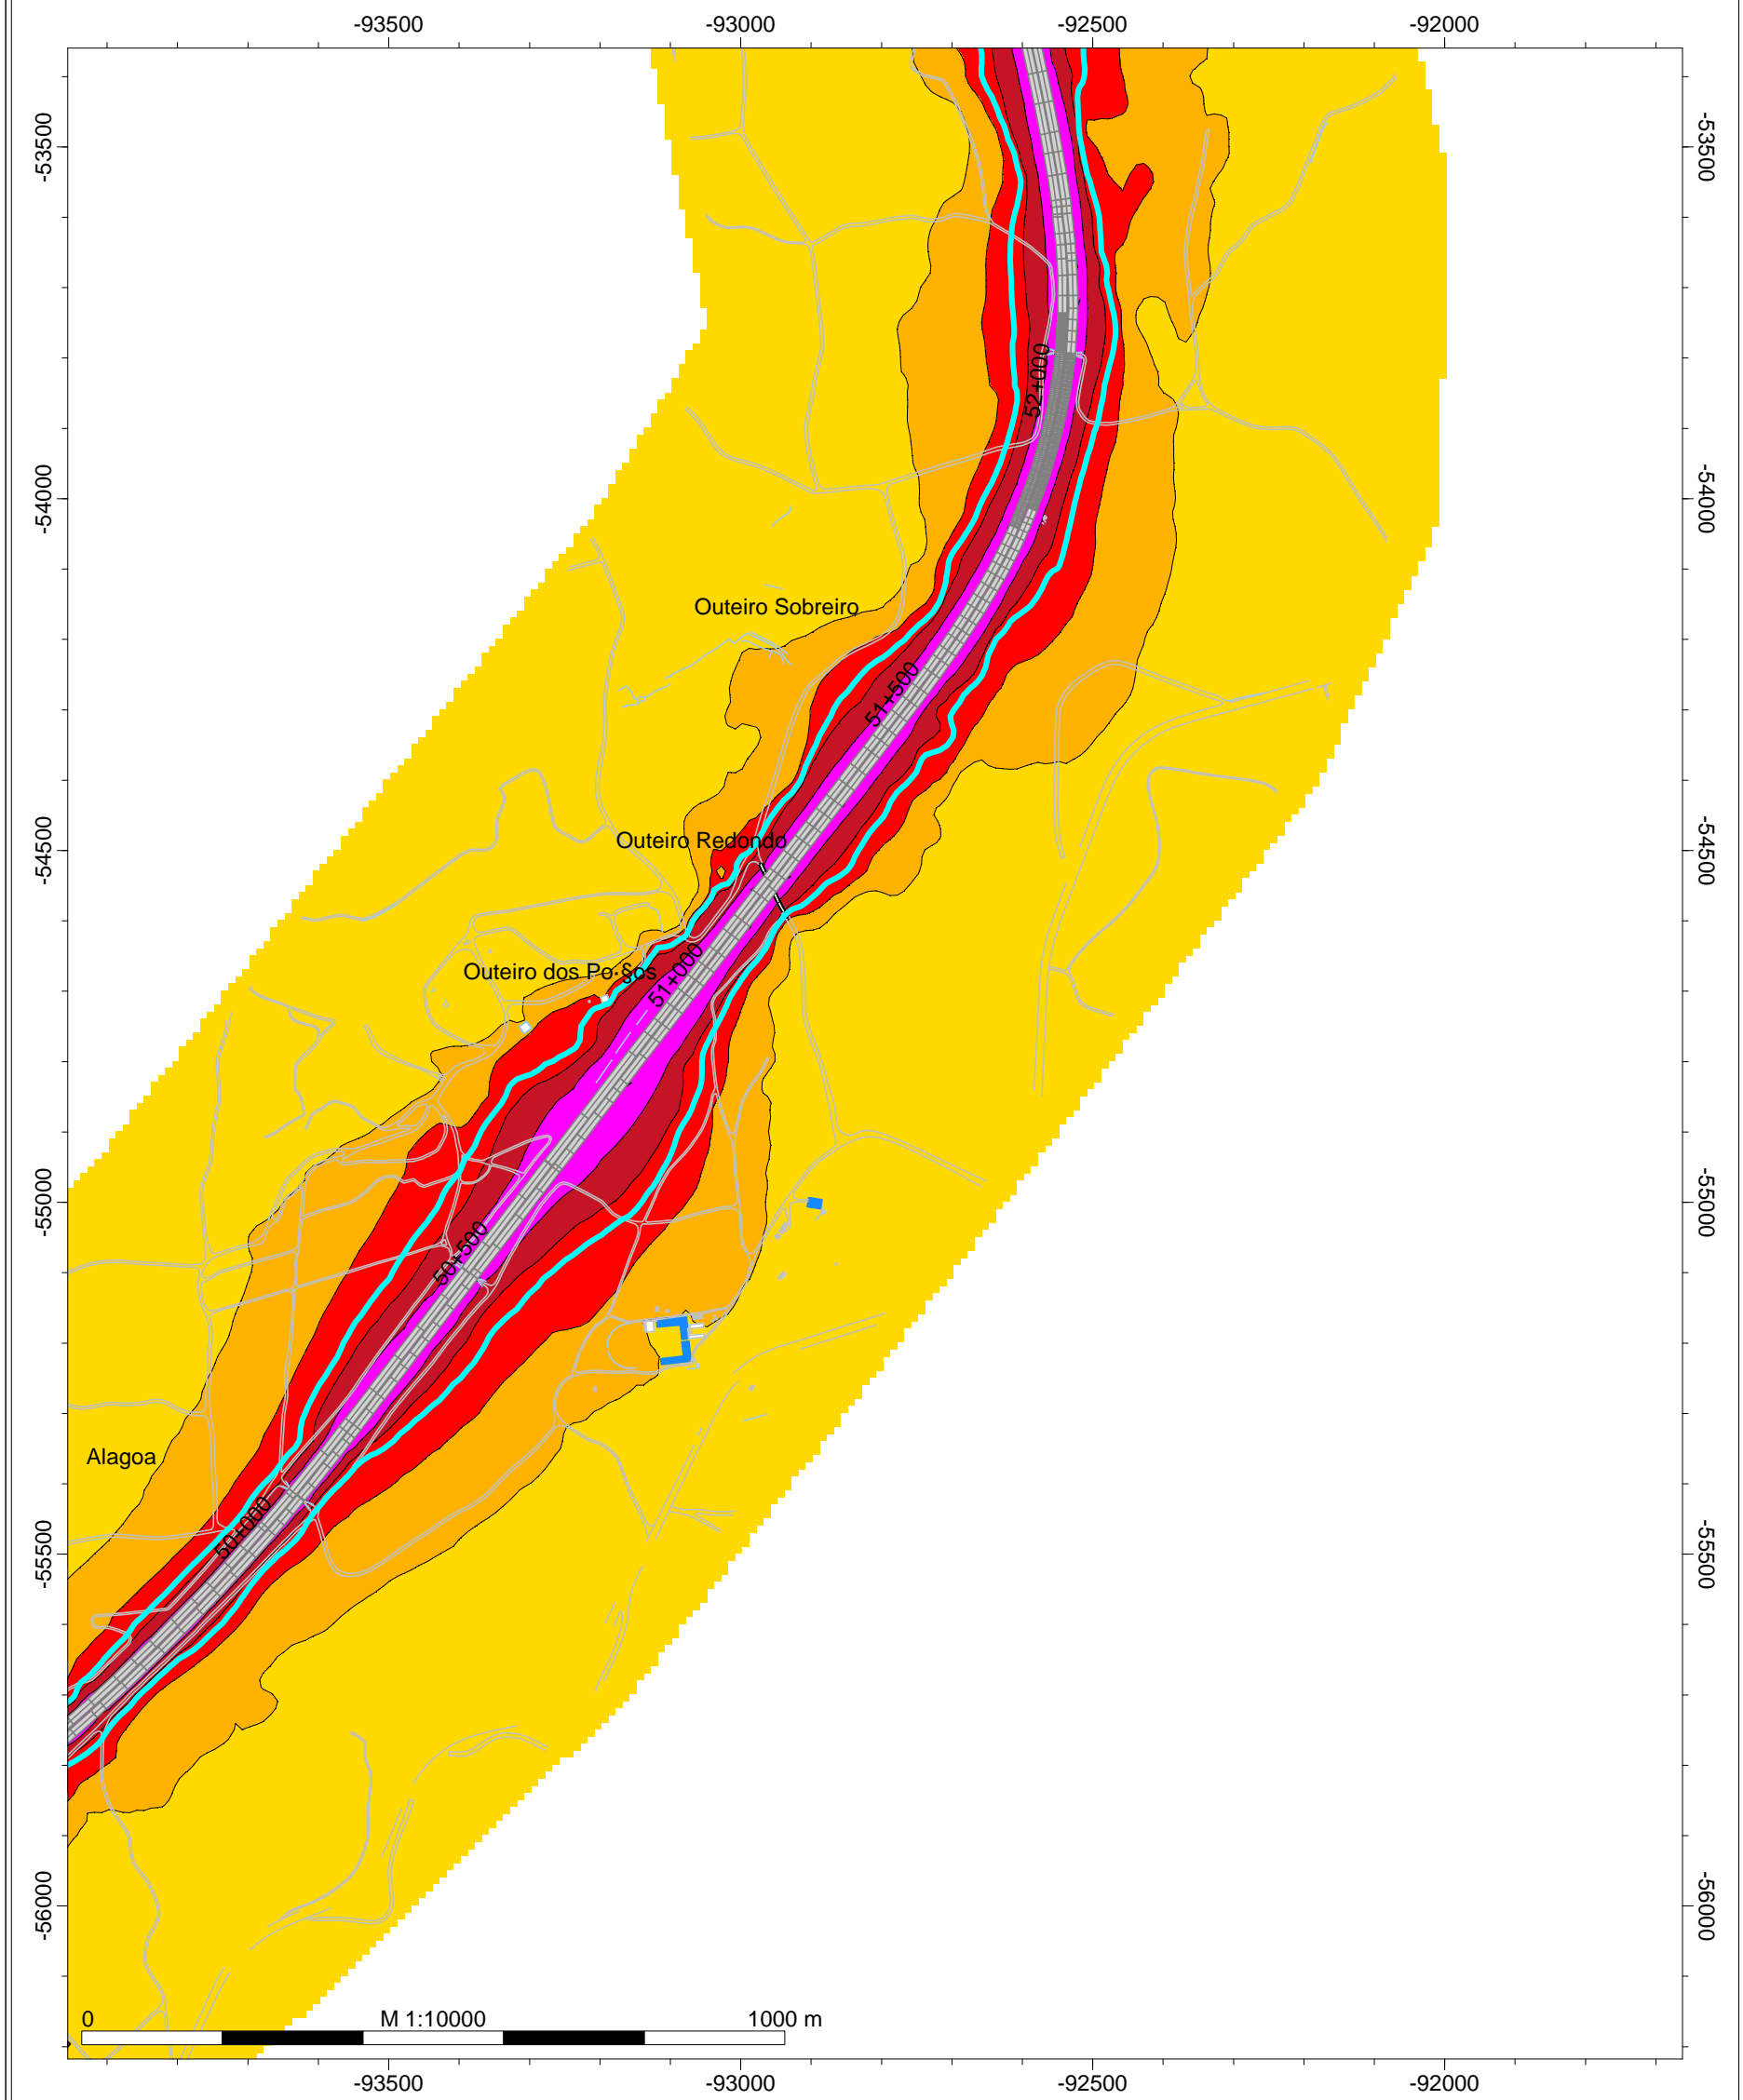 -93500 -93000 -92500 -92000
-53500 -53500
52+000
-54000 -54000
Outeiro Sobreiro
51+500
Outeiro Redondo
-54500 -54500
Outeiro dos Po·§os
51+000
-55000 -55000
50+500
Alagoa
50+000
-55500 -55500
-56000 -56000
0 M 1:10000 1000 m
-93500 -93000 -92500 -92000